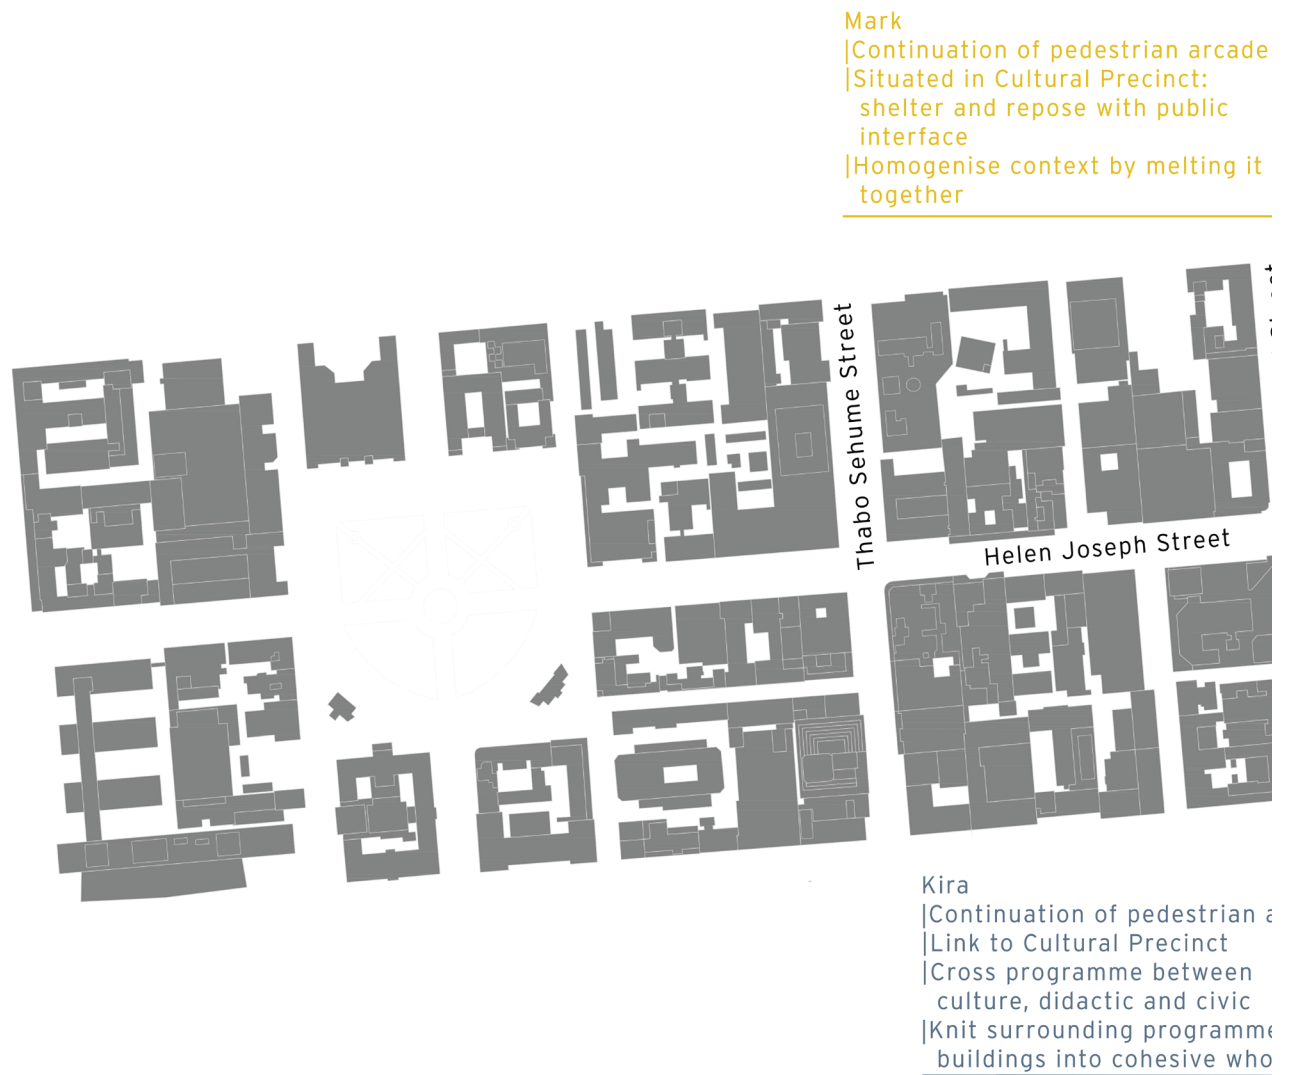 Mark
|Continuation of pedestrian arcade
|Situated in Cultural Precinct:
shelter and repose with public
interface
|Homogenise context by melting it
together
Thabo Sehume Street
Helen Joseph Street
Kira
|Continuation of pedestrian a
|Link to Cultural Precinct
|Cross programme between
culture, didactic and civic
|Knit surrounding programme
buildings into cohesive who